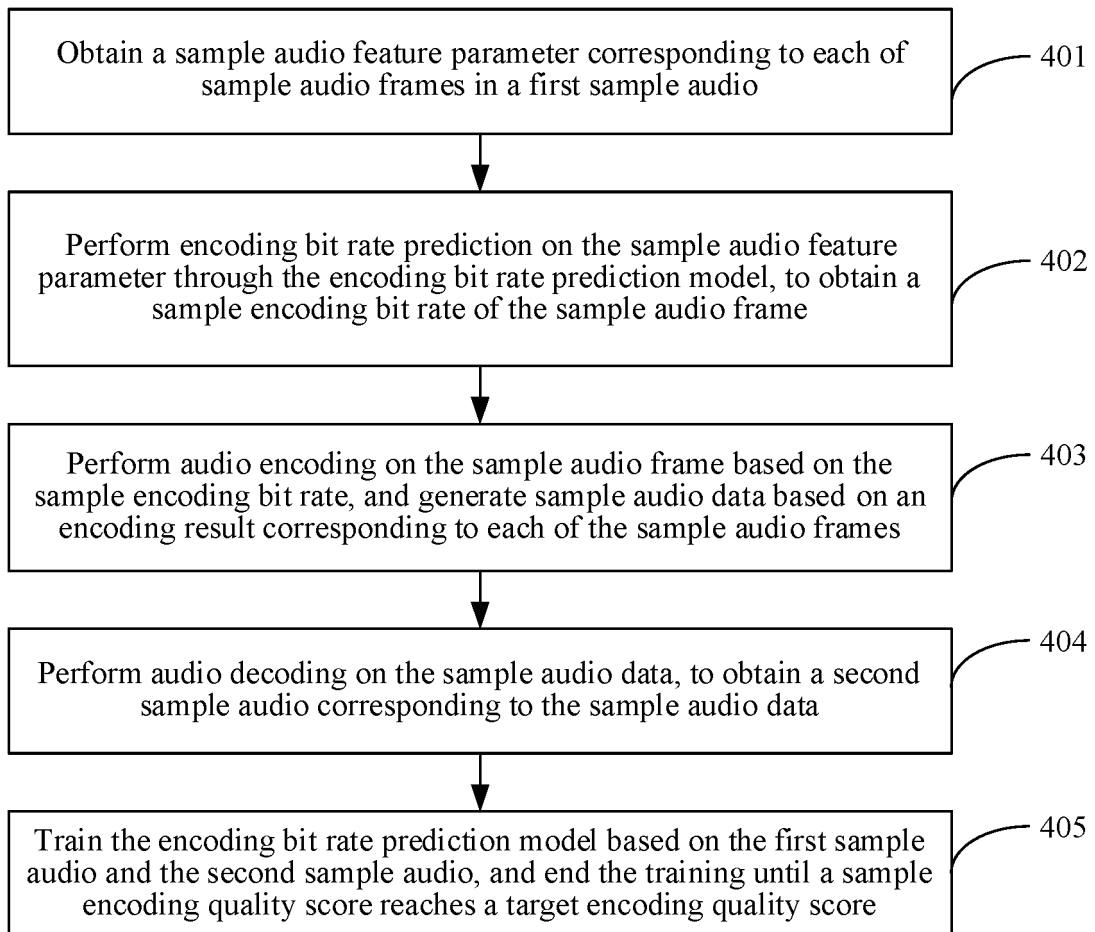 Obtain a sample audio feature parameter corresponding to each of
sample audio frames in a first sample audio
401
Perform encoding bit rate prediction on the sample audio feature
parameter through the encoding bit rate prediction model, to obtain a
sample encoding bit rate of the sample audio frame
402
Perform audio encoding on the sample audio frame based on the
sample encoding bit rate, and generate sample audio data based on an
encoding result corresponding to each of the sample audio frames
403
Perform audio decoding on the sample audio data, to obtain a second
sample audio corresponding to the sample audio data
404
Train the encoding bit rate prediction model based on the first sample
audio and the second sample audio, and end the training until a sample
encoding quality score reaches a target encoding quality score
405